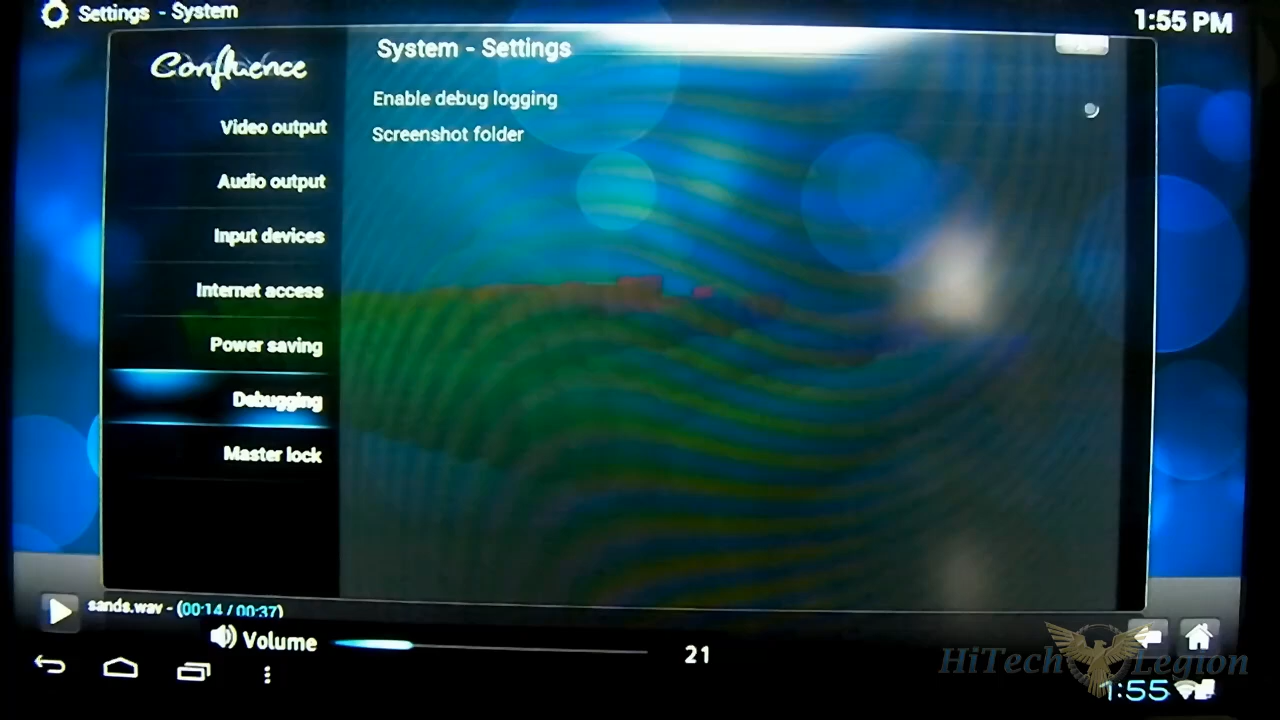 Settings - System
1:55 PM
Confluence
System - Settings
Video output
Audio output
Input devices
Internet access
Power saving
Debugging
Master lock
Enable debug logging
Screenshot folder
sands.wav - (00:14 / 00:37)
Volume
21
HiTech Legion
1:55